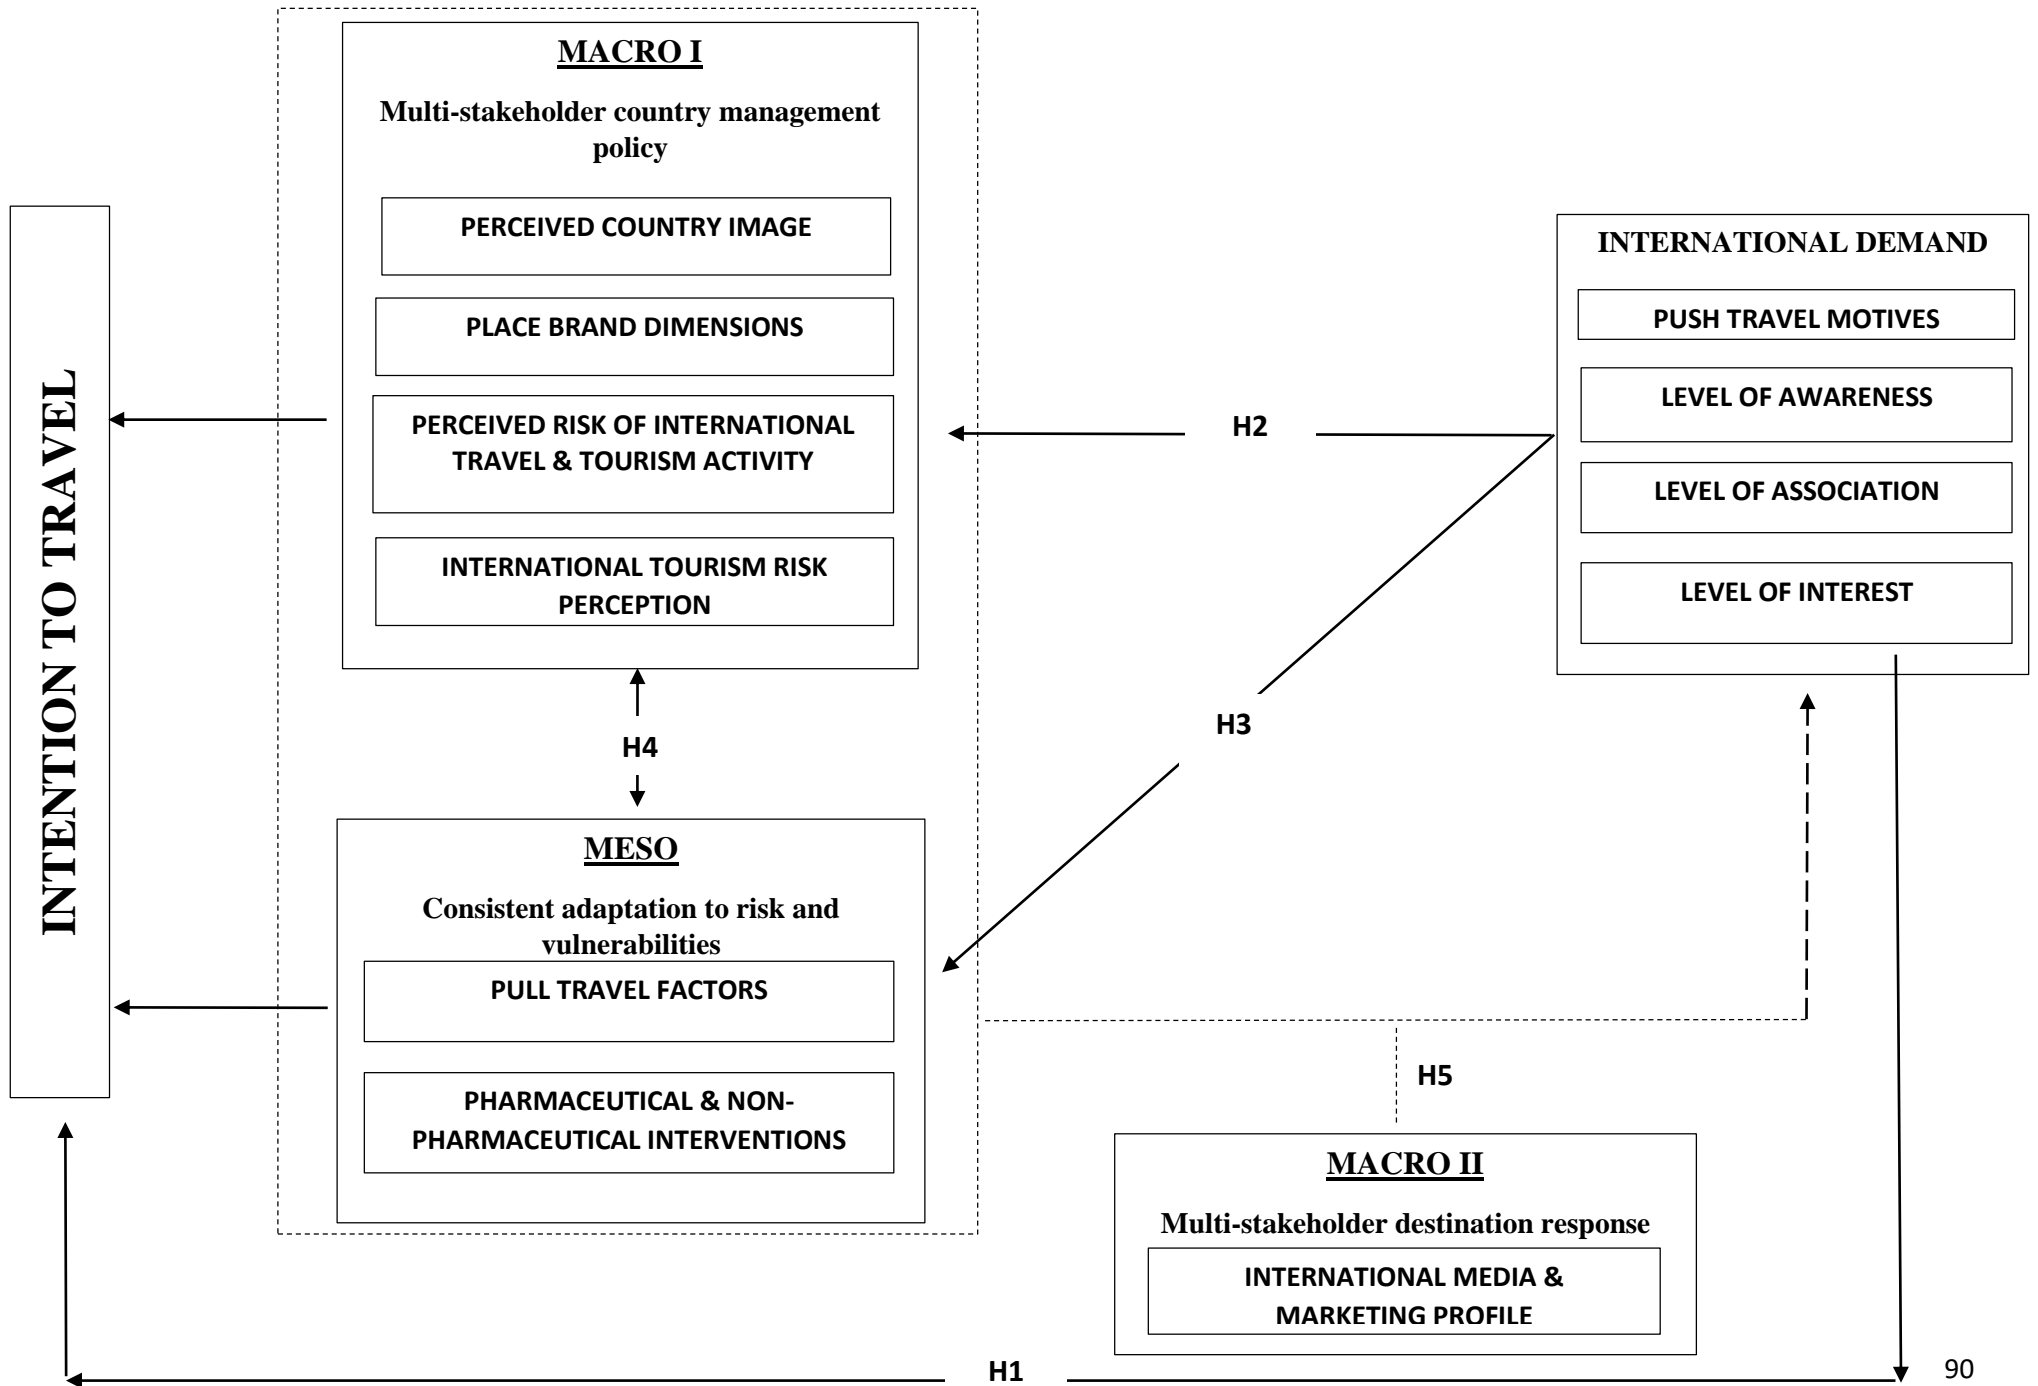 INTENTION TO TRAVEL
MACRO I
Multi-stakeholder country management
policy
PERCEIVED COUNTRY IMAGE
PLACE BRAND DIMENSIONS
PERCEIVED RISK OF INTERNATIONAL
TRAVEL & TOURISM ACTIVITY
INTERNATIONAL TOURISM RISK
PERCEPTION
H4
MESO
Consistent adaptation to risk and
vulnerabilities
PULL TRAVEL FACTORS
PHARMACEUTICAL & NON-
PHARMACEUTICAL INTERVENTIONS
H2
H3
INTERNATIONAL DEMAND
PUSH TRAVEL MOTIVES
LEVEL OF AWARENESS
LEVEL OF ASSOCIATION
LEVEL OF INTEREST
H5
MACRO II
Multi-stakeholder destination response
INTERNATIONAL MEDIA &
MARKETING PROFILE
H1
90